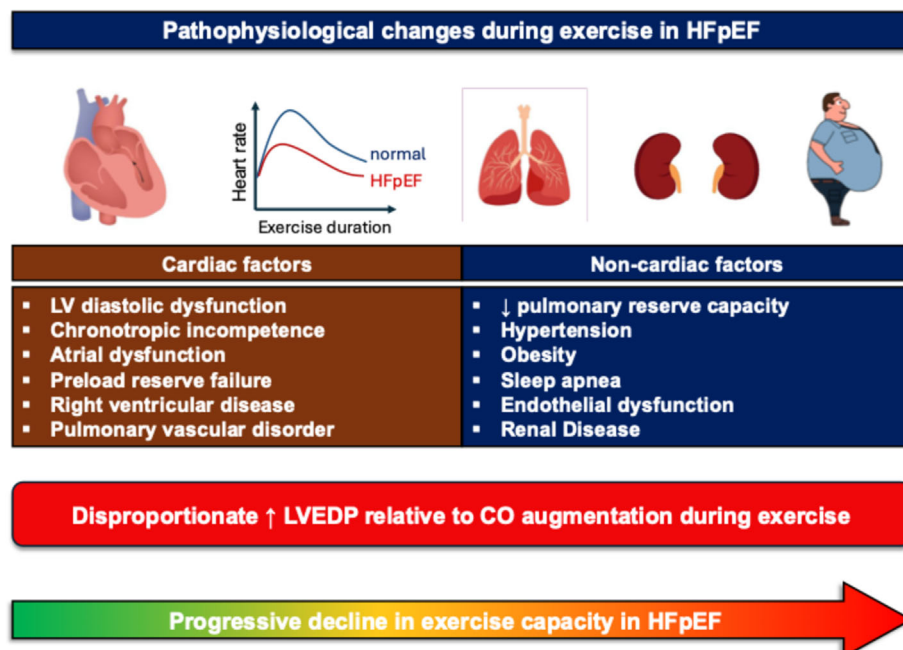 Pathophysiological changes during exercise in HFpEF
Heart rate
normal
HFpEF
Exercise duration
Cardiac factors
▪ LV diastolic dysfunction
▪ Chronotropic incompetence
▪ Atrial dysfunction
▪ Preload reserve failure
▪ Right ventricular disease
▪ Pulmonary vascular disorder
Non-cardiac factors
▪ ↓ pulmonary reserve capacity
▪ Hypertension
▪ Obesity
▪ Sleep apnea
▪ Endothelial dysfunction
▪ Renal Disease
Disproportionate ↑ LVEDP relative to CO augmentation during exercise
Progressive decline in exercise capacity in HFpEF